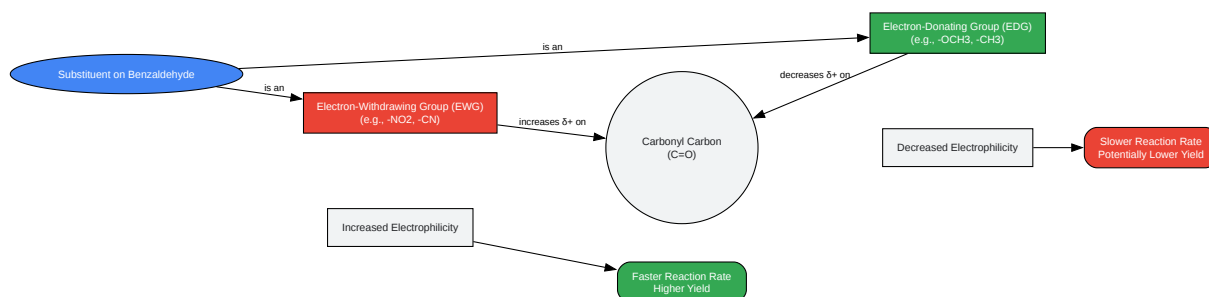 Electron-Donating Group (EDG)
(e.g., -OCH3, -CH3)
is an
Substituent on Benzaldehyde
decreases δ+ on
is an
Electron-Withdrawing Group (EWG)
(e.g., -NO2, -CN)
increases δ+ on
Carbonyl Carbon
(C=O)
Decreased Electrophilicity
Slower Reaction Rate
Potentially Lower Yield
Increased Electrophilicity
Faster Reaction Rate
Higher Yield